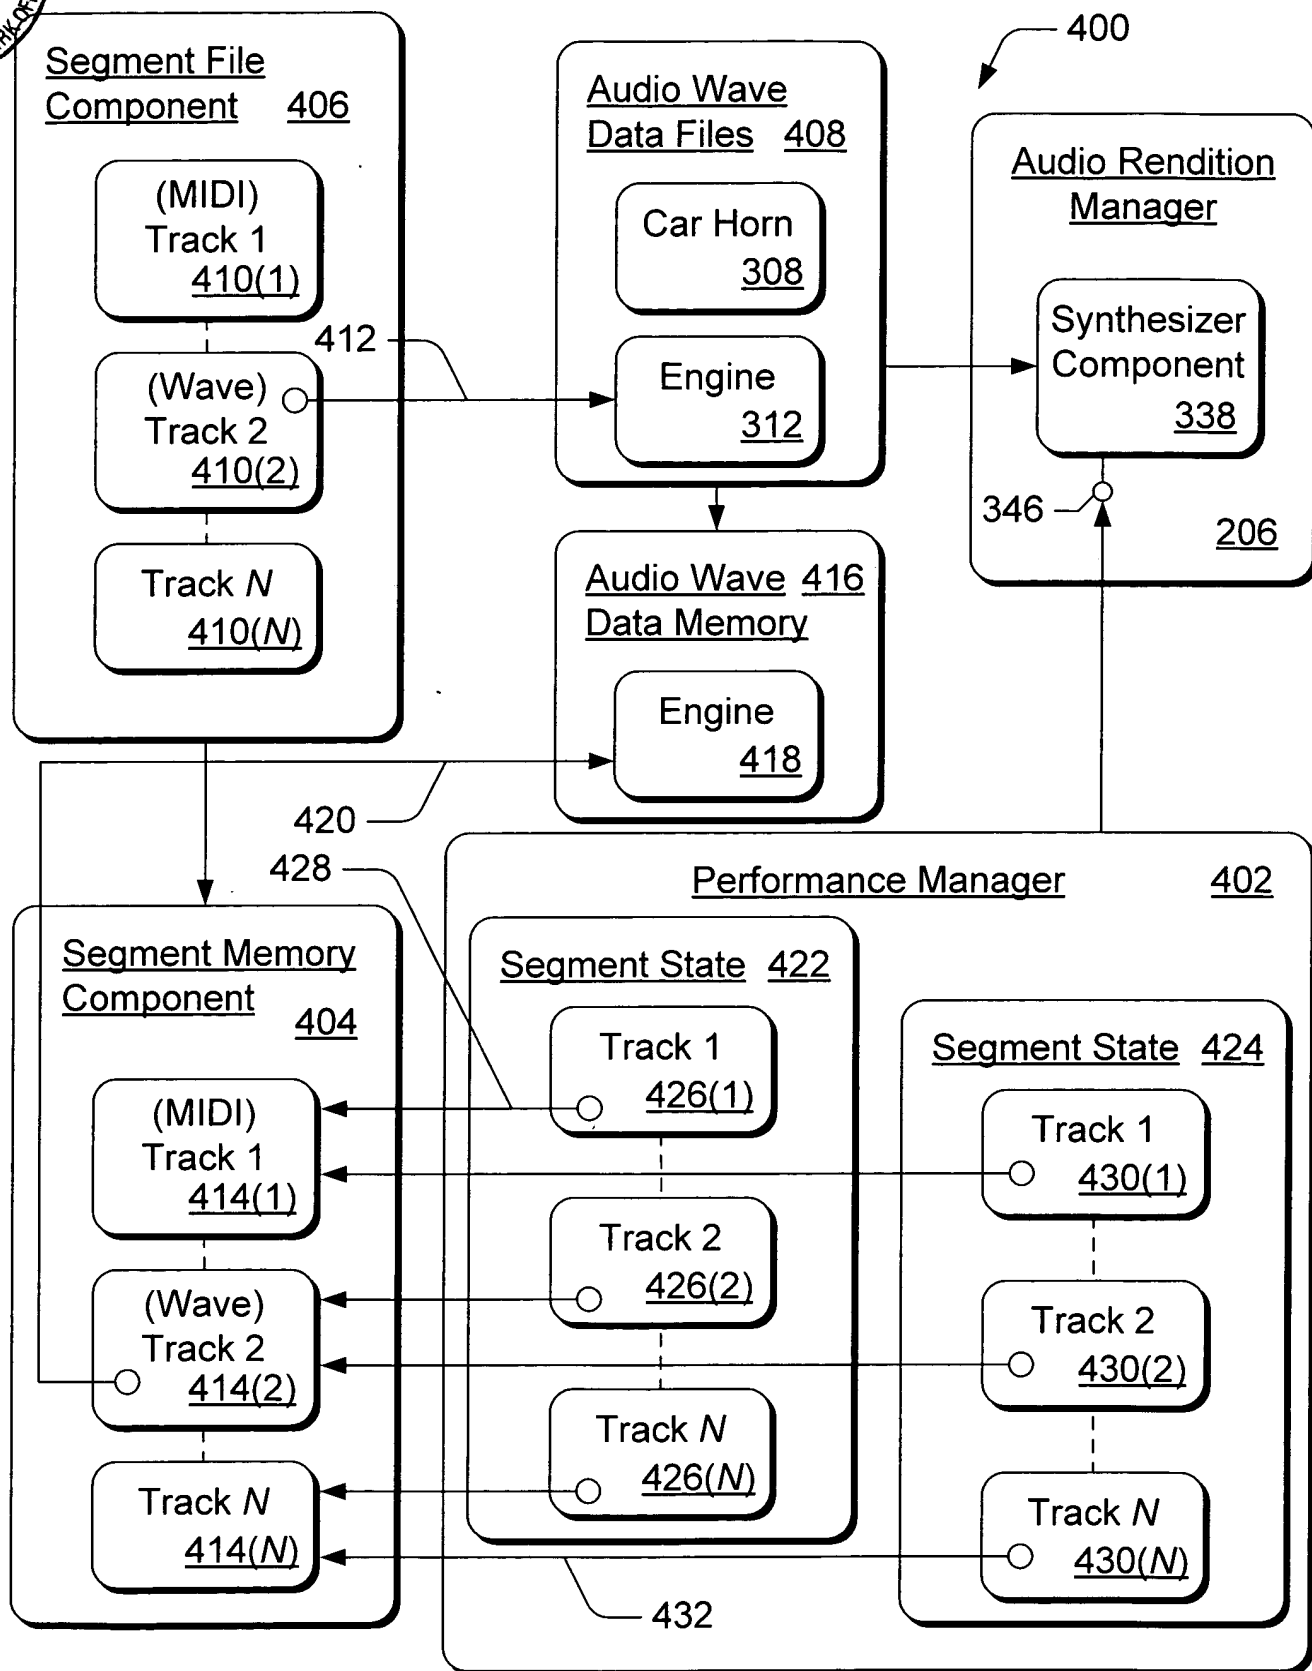 400
Segment File
Component 406
(MIDI)
Track 1
410(1)
(Wave)
Track 2
410(2)
Track N
410(N)
412
Audio Wave
Data Files 408
Car Horn
308
Engine
312
Audio Rendition
Manager
Synthesizer
Component
338
346
206
Audio Wave 416
Data Memory
Engine
418
420
428
Performance Manager 402
Segment Memory
Component
404
(MIDI)
Track 1
414(1)
(Wave)
Track 2
414(2)
Track N
414(N)
Segment State 422
Track 1
426(1)
Track 2
426(2)
Track N
426(N)
Segment State 424
Track 1
430(1)
Track 2
430(2)
Track N
430(N)
432